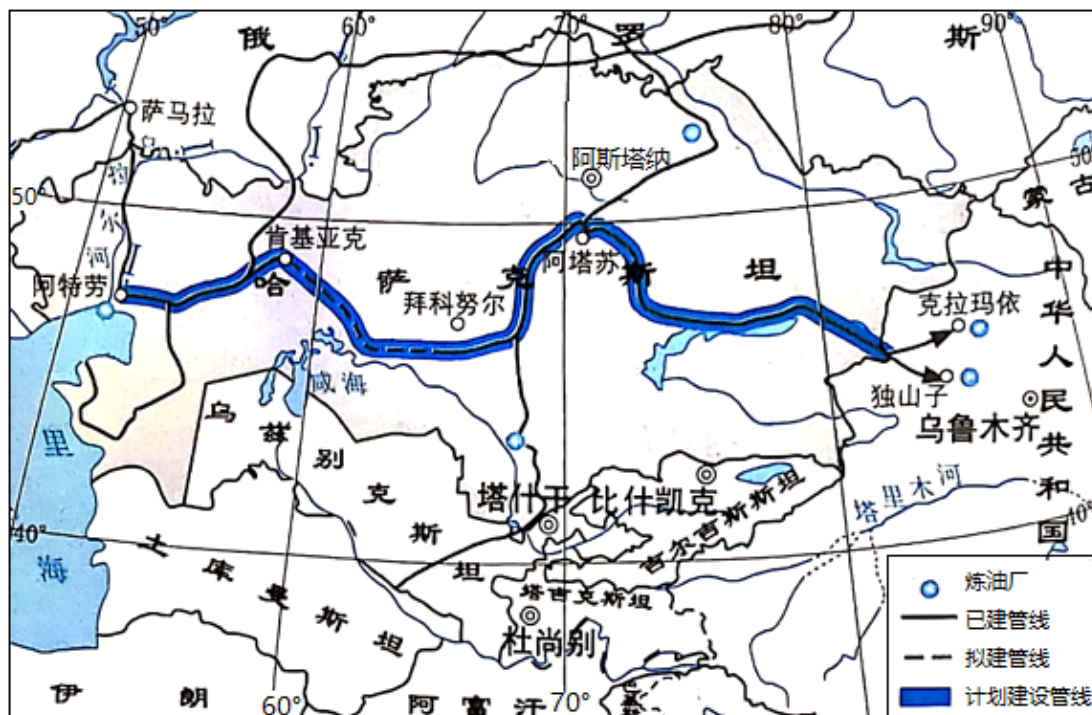 50°
60°
70°
80°
90°
俄罗斯
萨马拉
乌拉尔河
阿斯塔纳
50°
50°
蒙古
肯基亚克
阿特劳
哈萨克斯坦
阿塔苏
拜科努尔
克拉玛依
独山子
乌鲁木齐
中华人民共和国
咸海
里海
乌兹别克斯坦
塔什干
比什凯克
吉尔吉斯斯坦
塔里木河
40°
40°
土库曼斯坦
塔吉克斯坦
杜尚别
伊朗
60°
阿富汗
70°
炼油厂
已建管线
拟建管线
计划建设管线